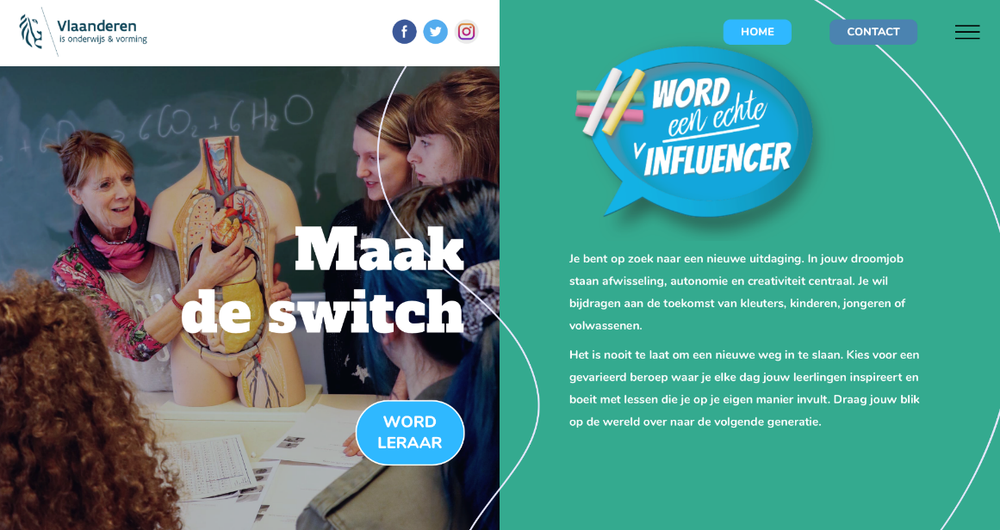 Vlaanderen
is onderwijs & vorming
HOME
CONTACT
6CO2 + 6H2O
Maak
de switch
WORD
LERAAR
WORD
een echte
v
INFLUENCER
Je bent op zoek naar een nieuwe uitdaging. In jouw droomjob
staan afwisseling, autonomie en creativiteit centraal. Je wil
bijdragen aan de toekomst van kleuters, kinderen, jongeren of
volwassenen.
Het is nooit te laat om een nieuwe weg in te slaan. Kies voor een
gevarieerd beroep waar je elke dag jouw leerlingen inspireert en
boeit met lessen die je op je eigen manier invult. Draag jouw blik
op de wereld over naar de volgende generatie.